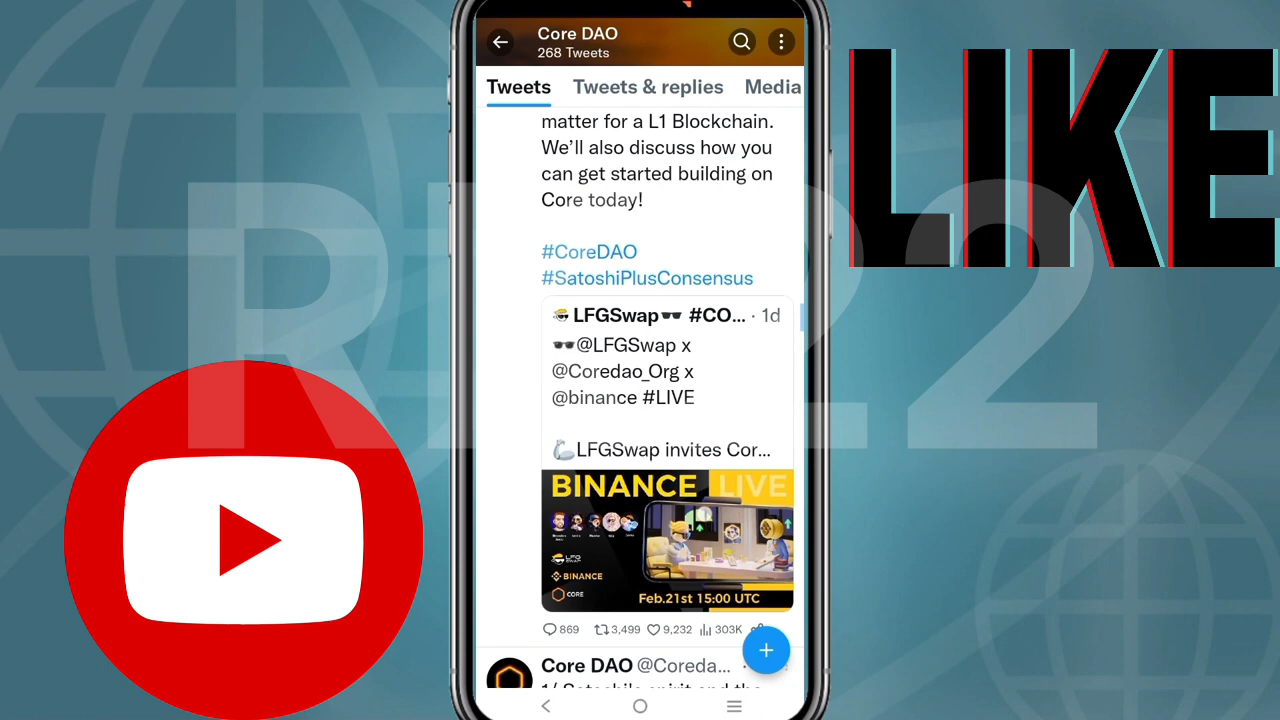 Core DAO
268 Tweets
Tweets Tweets & replies Media
matter for a L1 Blockchain.
We'll also discuss how you
can get started building on
Core today!
#CoreDAO
#SatoshiPlusConsensus
LFGSwap🕶️ #CO... · 1d
🕶️@LFGSwap x
@Coredao_Org x
@binance #LIVE
🦾LFGSwap invites Cor...
BINANCE LIVE
LFG
SWAP
BINANCE
CORE
Feb.21st 15:00 UTC
869 3,499 9,232 303K
Core DAO @Coreda... ·
LIKE